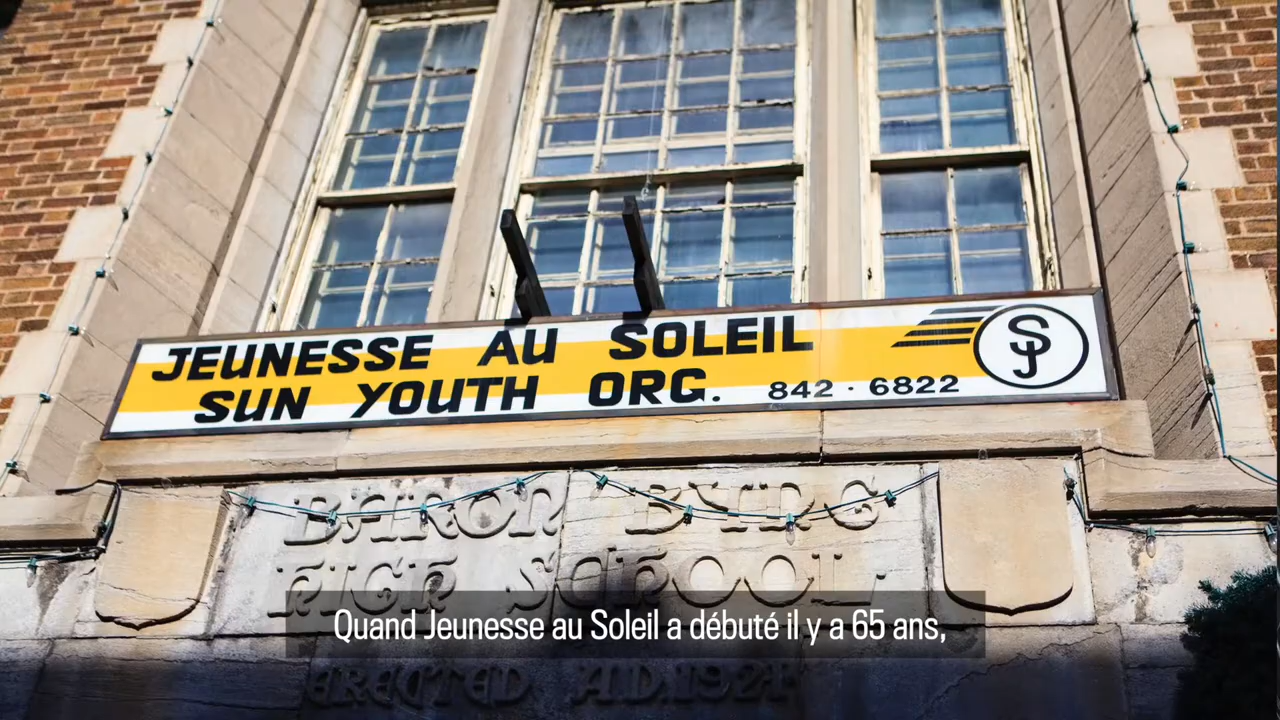 JEUNESSE AU SOLEIL
SUN YOUTH ORG. 842 · 6822
SJ
BARON BYNG
HIGH SCHOOL
Quand Jeunesse au Soleil a débuté il y a 65 ans,
ERECTED A.D. 1921